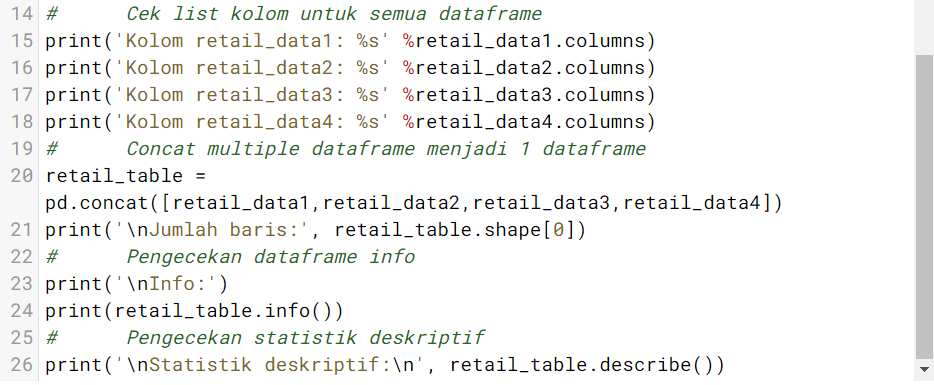 14 #      Cek list kolom untuk semua dataframe
15 print('Kolom retail_data1: %s' %retail_data1.columns)
16 print('Kolom retail_data2: %s' %retail_data2.columns)
17 print('Kolom retail_data3: %s' %retail_data3.columns)
18 print('Kolom retail_data4: %s' %retail_data4.columns)
19 #      Concat multiple dataframe menjadi 1 dataframe
20 retail_table =
pd.concat([retail_data1,retail_data2,retail_data3,retail_data4])
21 print('\nJumlah baris:', retail_table.shape[0])
22 #      Pengecekan dataframe info
23 print('\nInfo:')
24 print(retail_table.info())
25 #      Pengecekan statistik deskriptif
26 print('\nStatistik deskriptif:\n', retail_table.describe())